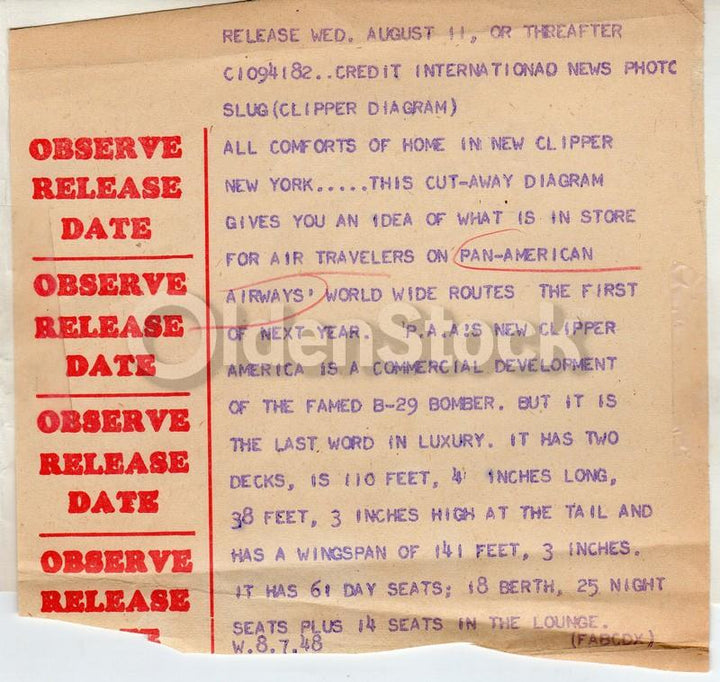 RELEASE WED. AUGUST 11, OR THREAFTER
C1094182..CREDIT INTERNATIONAD NEWS PHOTO
SLUG(CLIPPER DIAGRAM)
ALL COMFORTS OF HOME IN NEW CLIPPER
NEW YORK.....THIS CUT-AWAY DIAGRAM
GIVES YOU AN IDEA OF WHAT IS IN STORE
FOR AIR TRAVELERS ON PAN-AMERICAN
AIRWAYS' WORLD WIDE ROUTES THE FIRST
OF NEXT YEAR. P.A.A'S NEW CLIPPER
AMERICA IS A COMMERCIAL DEVELOPMENT
OF THE FAMED B-29 BOMBER. BUT IT IS
THE LAST WORD IN LUXURY. IT HAS TWO
DECKS, IS 110 FEET, 4 INCHES LONG,
38 FEET, 3 INCHES HIGH AT THE TAIL AND
HAS A WINGSPAN OF 141 FEET, 3 INCHES.
IT HAS 61 DAY SEATS; 18 BERTH, 25 NIGHT
SEATS PLUS 14 SEATS IN THE LOUNGE.
W.8.7.48 (FABCDX)
OBSERVE
RELEASE
DATE
OBSERVE
RELEASE
DATE
OBSERVE
RELEASE
DATE
OBSERVE
RELEASE
DATE
OldenStock